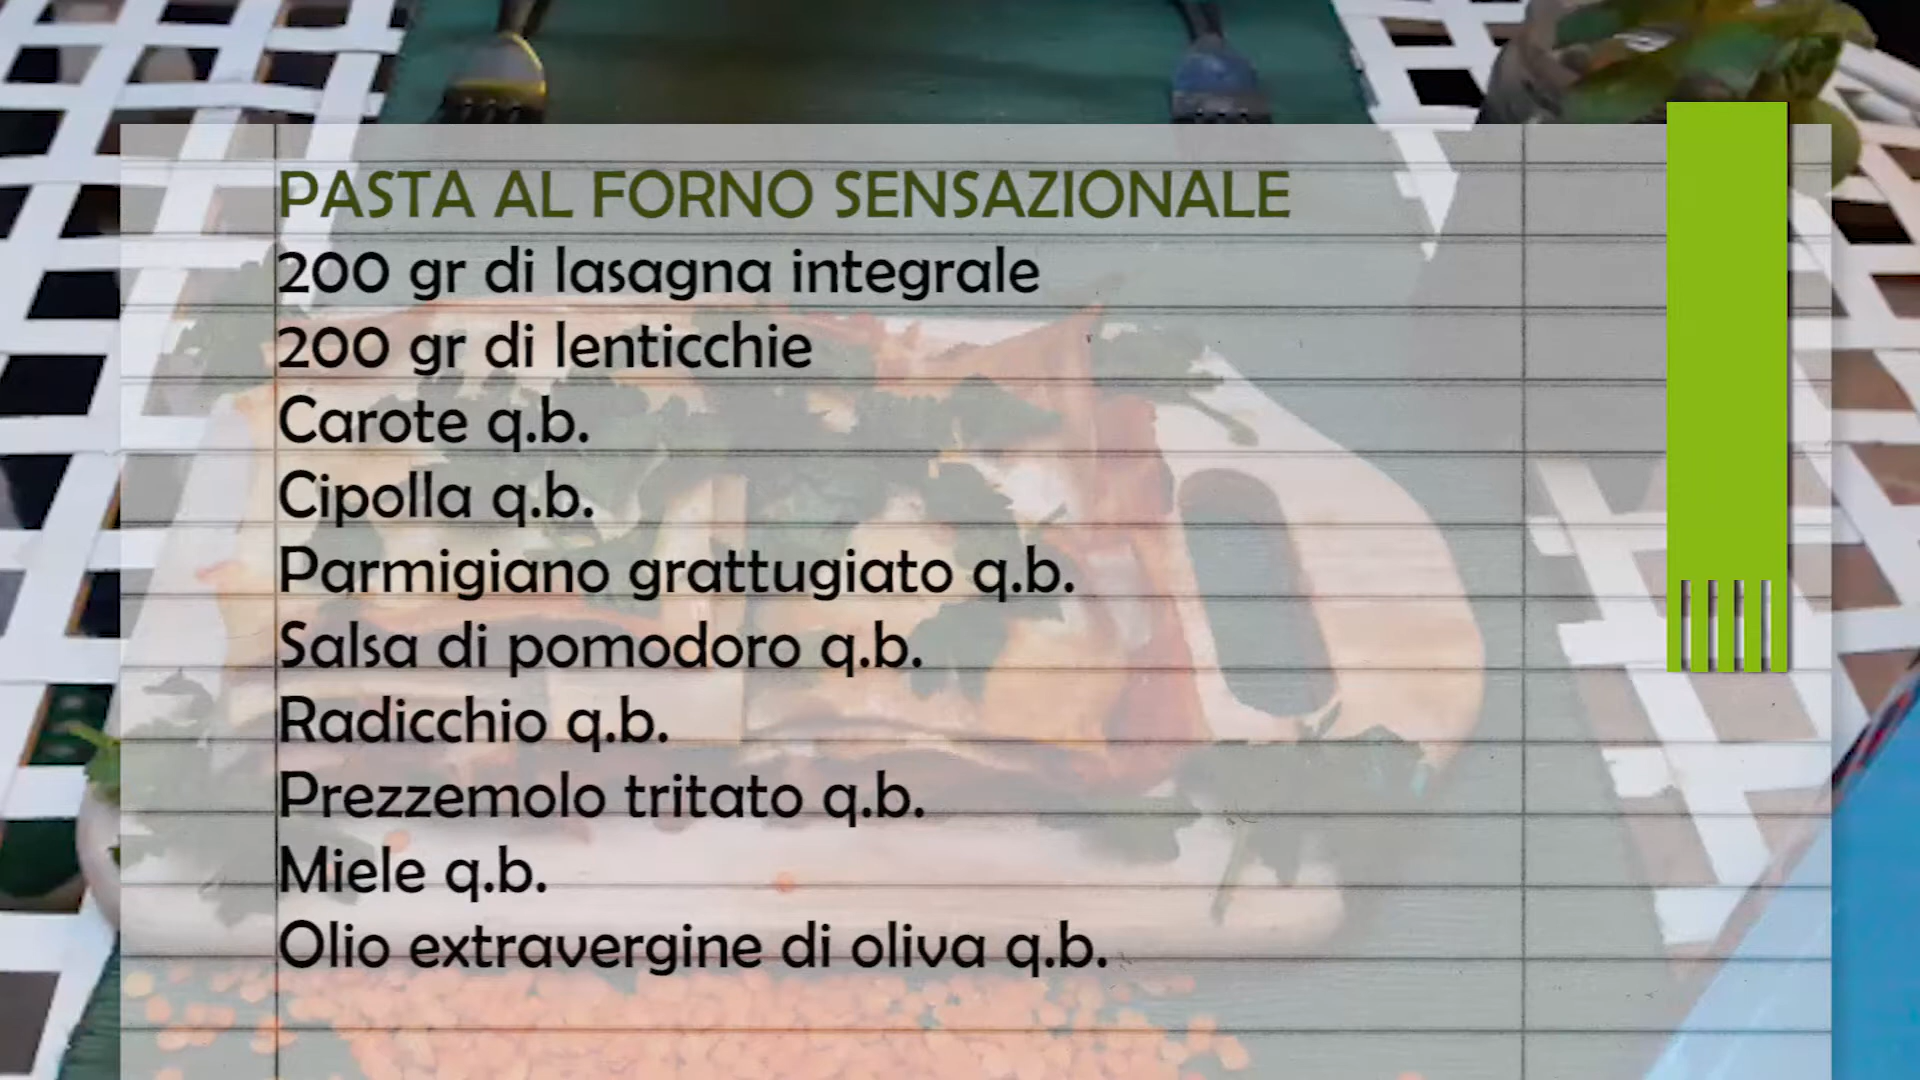 PASTA AL FORNO SENSAZIONALE
200 gr di lasagna integrale
200 gr di lenticchie
Carote q.b.
Cipolla q.b.
Parmigiano grattugiato q.b.
Salsa di pomodoro q.b.
Radicchio q.b.
Prezzemolo tritato q.b.
Miele q.b.
Olio extravergine di oliva q.b.